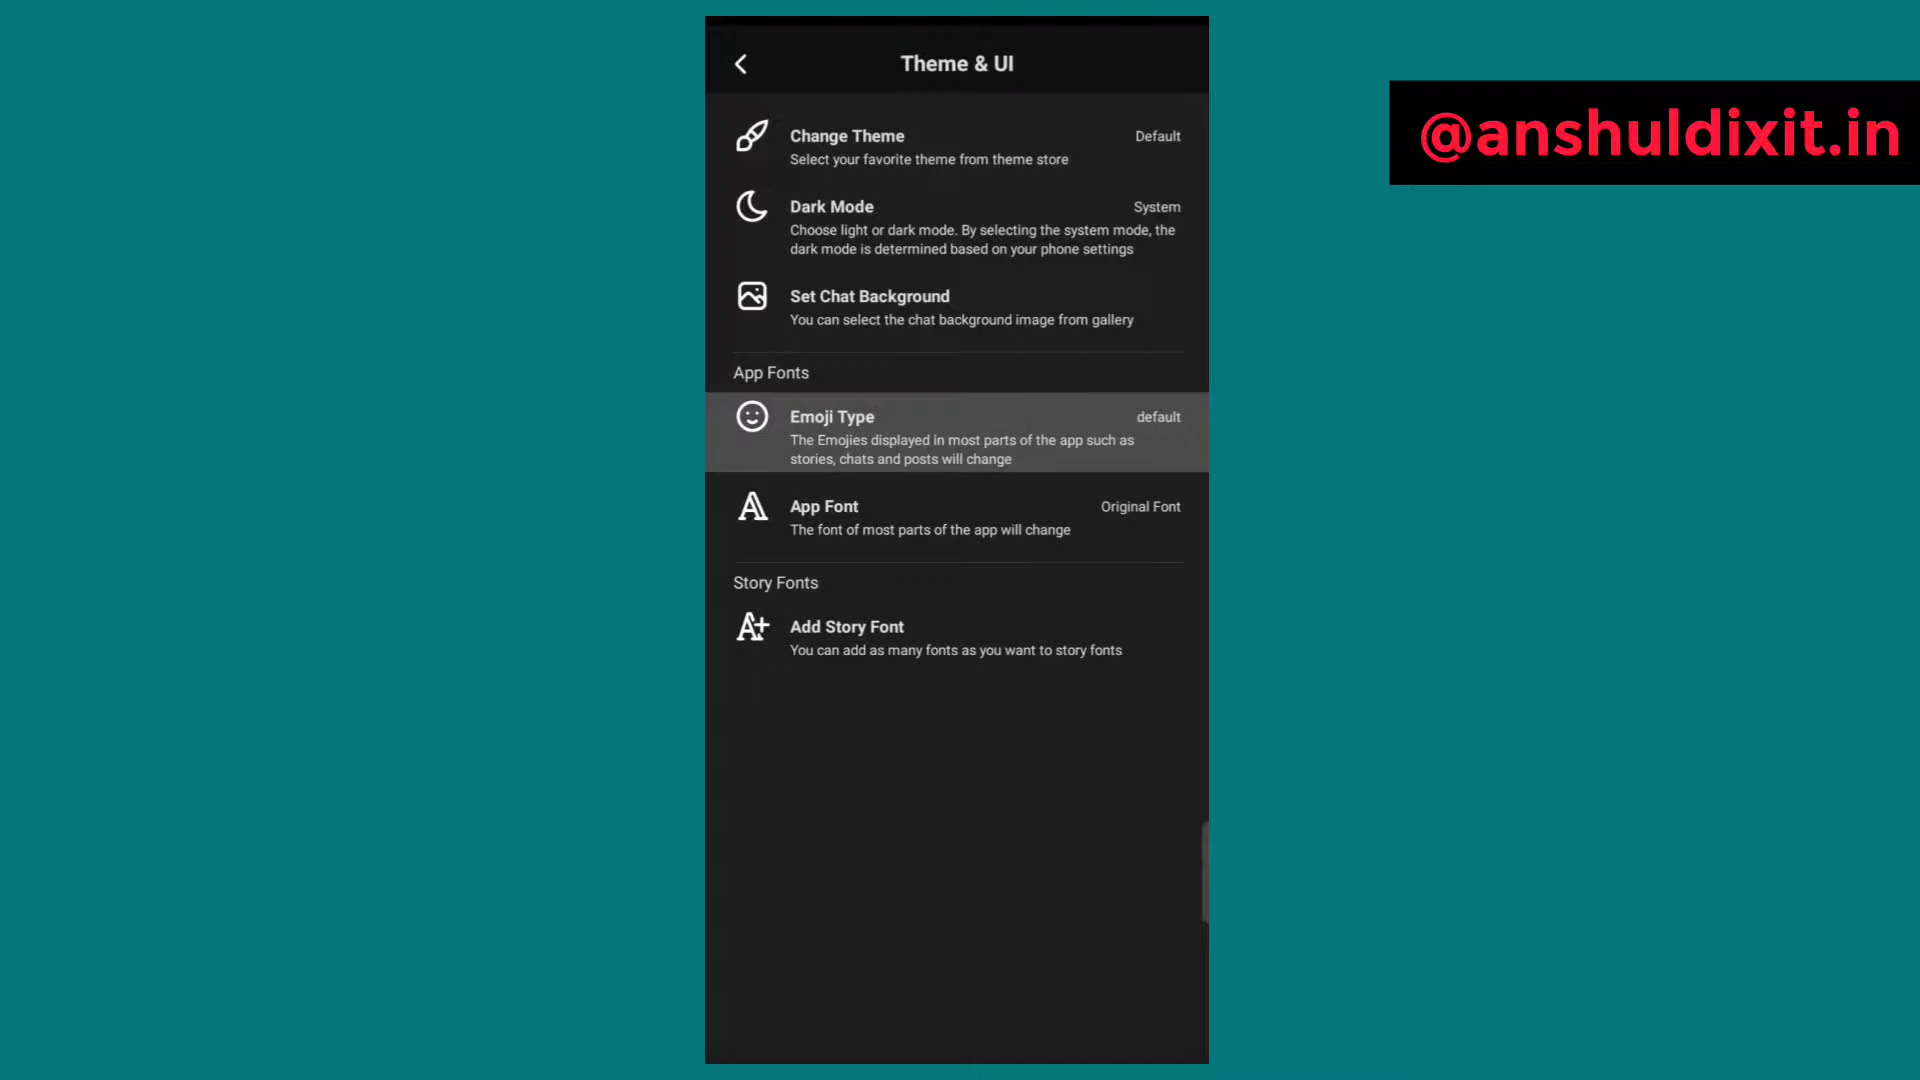 Theme & UI
@anshuldixit.in
Change Theme Default
Select your favorite theme from theme store
Dark Mode System
Choose light or dark mode. By selecting the system mode, the
dark mode is determined based on your phone settings
Set Chat Background
You can select the chat background image from gallery
App Fonts
Emoji Type default
The Emojies displayed in most parts of the app such as
stories, chats and posts will change
App Font Original Font
The font of most parts of the app will change
Story Fonts
Add Story Font
You can add as many fonts as you want to story fonts